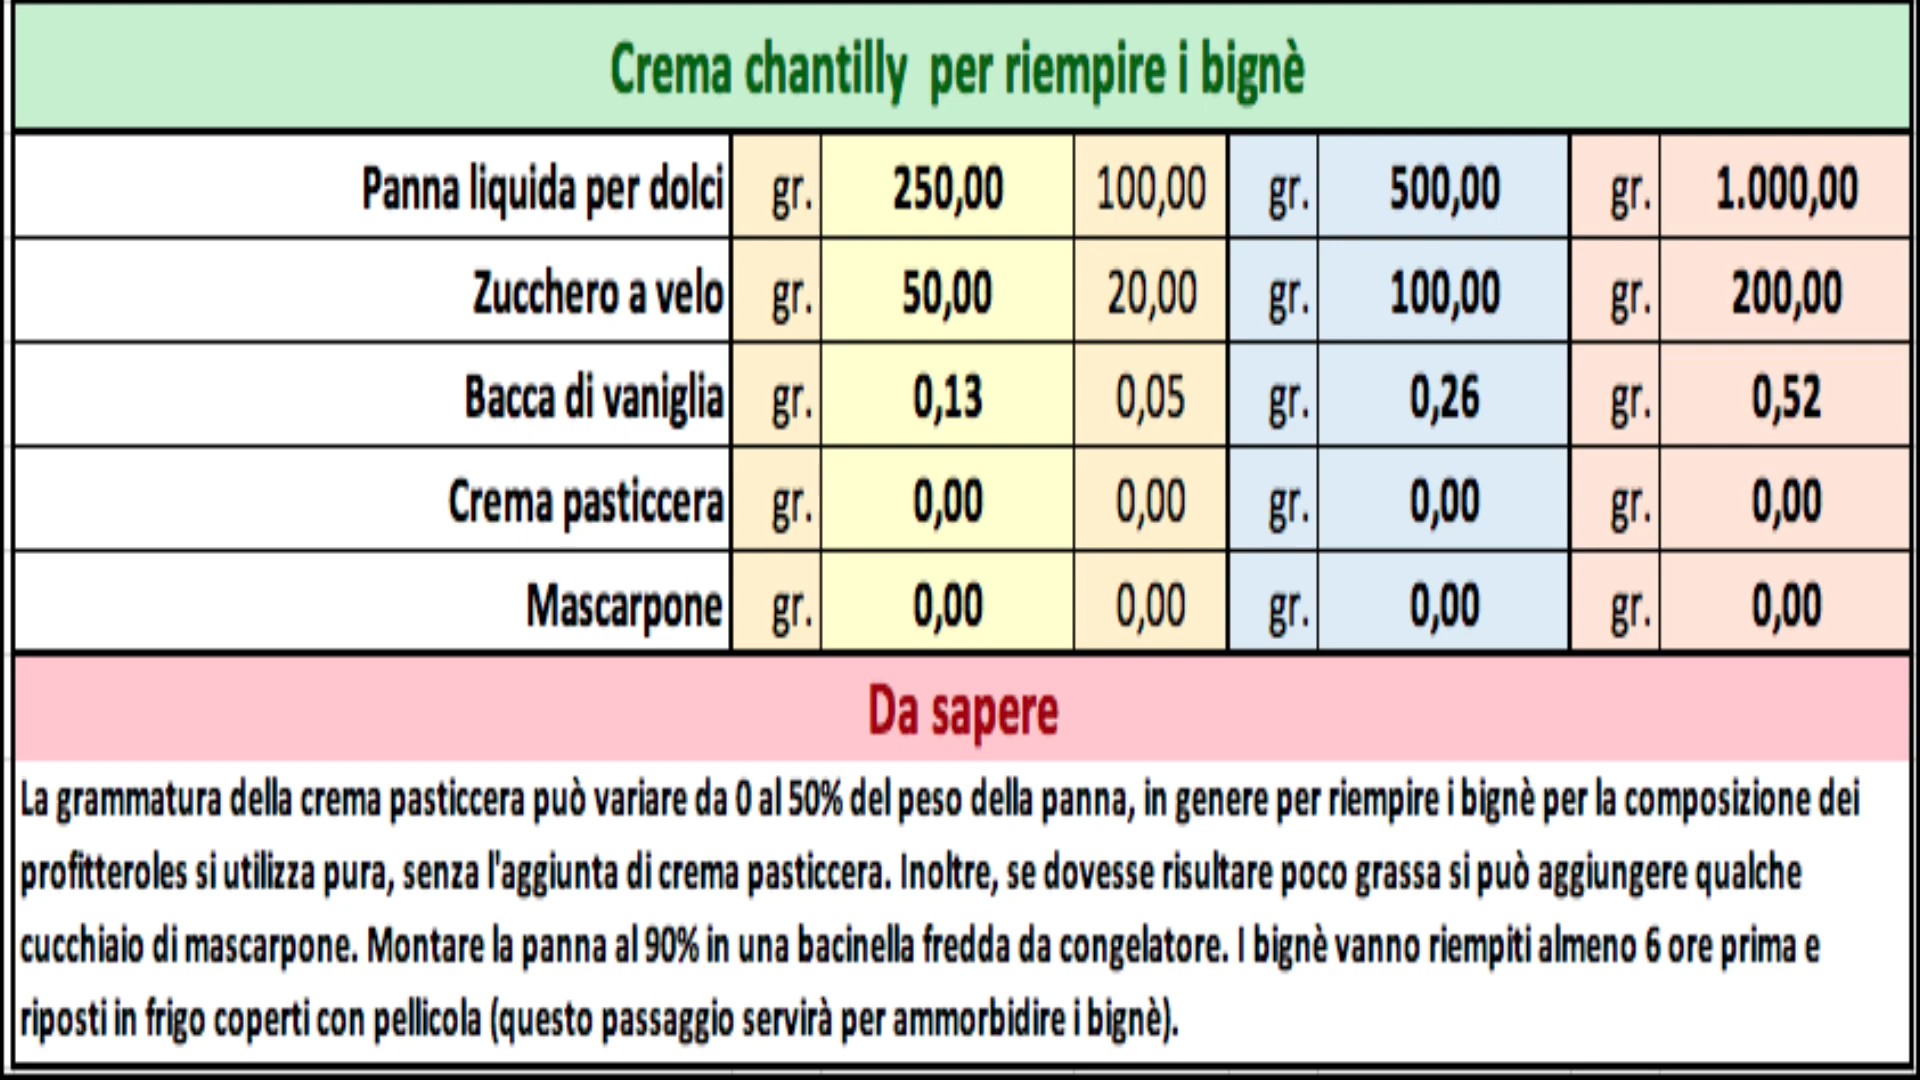 Crema chantilly per riempire i bignè
Panna liquida per dolci gr. 250,00 100,00 gr. 500,00 gr. 1.000,00
Zucchero a velo gr. 50,00 20,00 gr. 100,00 gr. 200,00
Bacca di vaniglia gr. 0,13 0,05 gr. 0,26 gr. 0,52
Crema pasticcera gr. 0,00 0,00 gr. 0,00 gr. 0,00
Mascarpone gr. 0,00 0,00 gr. 0,00 gr. 0,00
Da sapere
La grammatura della crema pasticcera può variare da 0 al 50% del peso della panna, in genere per riempire i bignè per la composizione dei
profitteroles si utilizza pura, senza l'aggiunta di crema pasticcera. Inoltre, se dovesse risultare poco grassa si può aggiungere qualche
cucchiaio di mascarpone. Montare la panna al 90% in una bacinella fredda da congelatore. I bignè vanno riempiti almeno 6 ore prima e
riposti in frigo coperti con pellicola (questo passaggio servirà per ammorbidire i bignè).